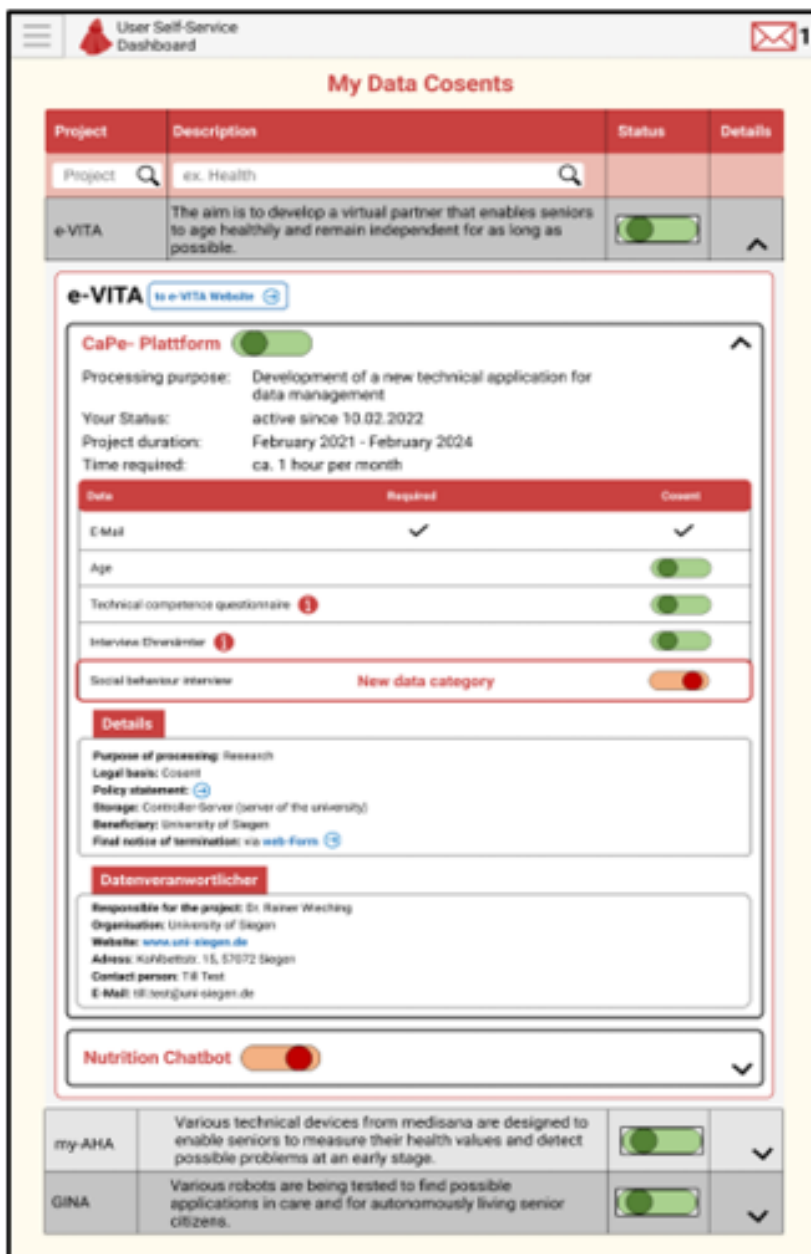 User Self-Service
Dashboard
1
My Data Cosents
Project Description Status Details
Project ex. Health
e-VITA
The aim is to develop a virtual partner that enables seniors
to age healthily and remain independent for as long as
possible.
e-VITA to e-VITA Website
CaPe- Plattform
Processing purpose: Development of a new technical application for
data management
Your Status: active since 10.02.2022
Project duration: February 2021 - February 2024
Time required: ca. 1 hour per month
Data Required Cosent
E-Mail
Age
Technical competence questionnaire
Interview Ehrenämter
Social behaviour interview New data category
Details
Purpose of processing: Research
Legal basis: Cosent
Policy statement:
Storage: Controller-Server (server of the university)
Beneficiary: University of Siegen
Final notice of termination: via web-Form
Datenveranwortlicher
Responsible for the project: Dr. Rainer Wieching
Organisation: University of Siegen
Website: www.uni-siegen.de
Adress: 15, 57072 Siegen
Contact person: Till Test
E-Mail: till.test@uni-siegen.de
Nutrition Chatbot
my-AHA
Various technical devices from medisana are designed to
enable seniors to measure their health values and detect
possible problems at an early stage.
GINA
Various robots are being tested to find possible
applications in care and for autonomously living senior
citizens.